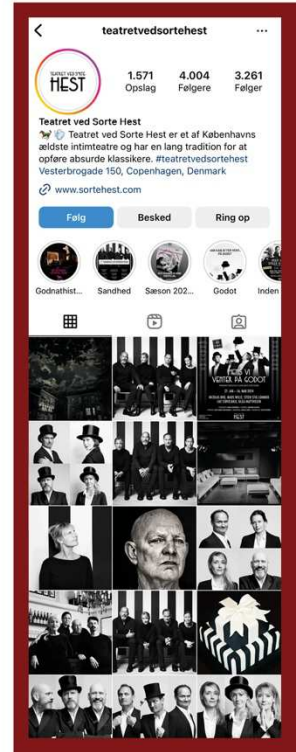 teatretvedsortehest
TEATRET VED SORTE
HEST
1.571 4.004 3.261
Opslag Følgere Følger
Teatret ved Sorte Hest
Teatret ved Sorte Hest er et af Københavns
ældste intimteatre og har en lang tradition for at
opføre absurde klassikere. #teatretvedsortehest
Vesterbrogade 150, Copenhagen, Denmark
www.sortehest.com
Følg Besked Ring op
Godnathist... Sandhed Sæson 202... Godot Inden
MENS VI
VENTER PÅ GODOT
HEST